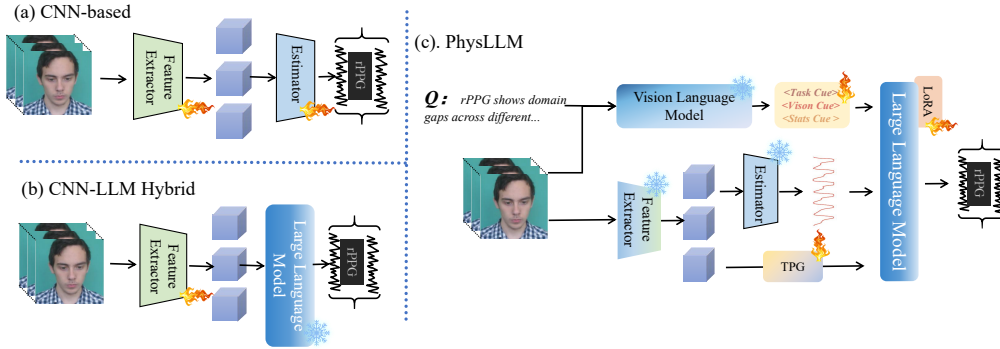 (a) CNN-based
Feature
Extractor
Estimator
rPPG
(b) CNN-LLM Hybrid
Feature
Extractor
Large Language
Model
rPPG
(c). PhysLLM
Q: rPPG shows domain
gaps across different...
Vision Language
Model
<Task Cue>
<Vison Cue>
<Stats Cue >
Feature
Extractor
Estimator
TPG
Large Language Model
LoRA
rPPG